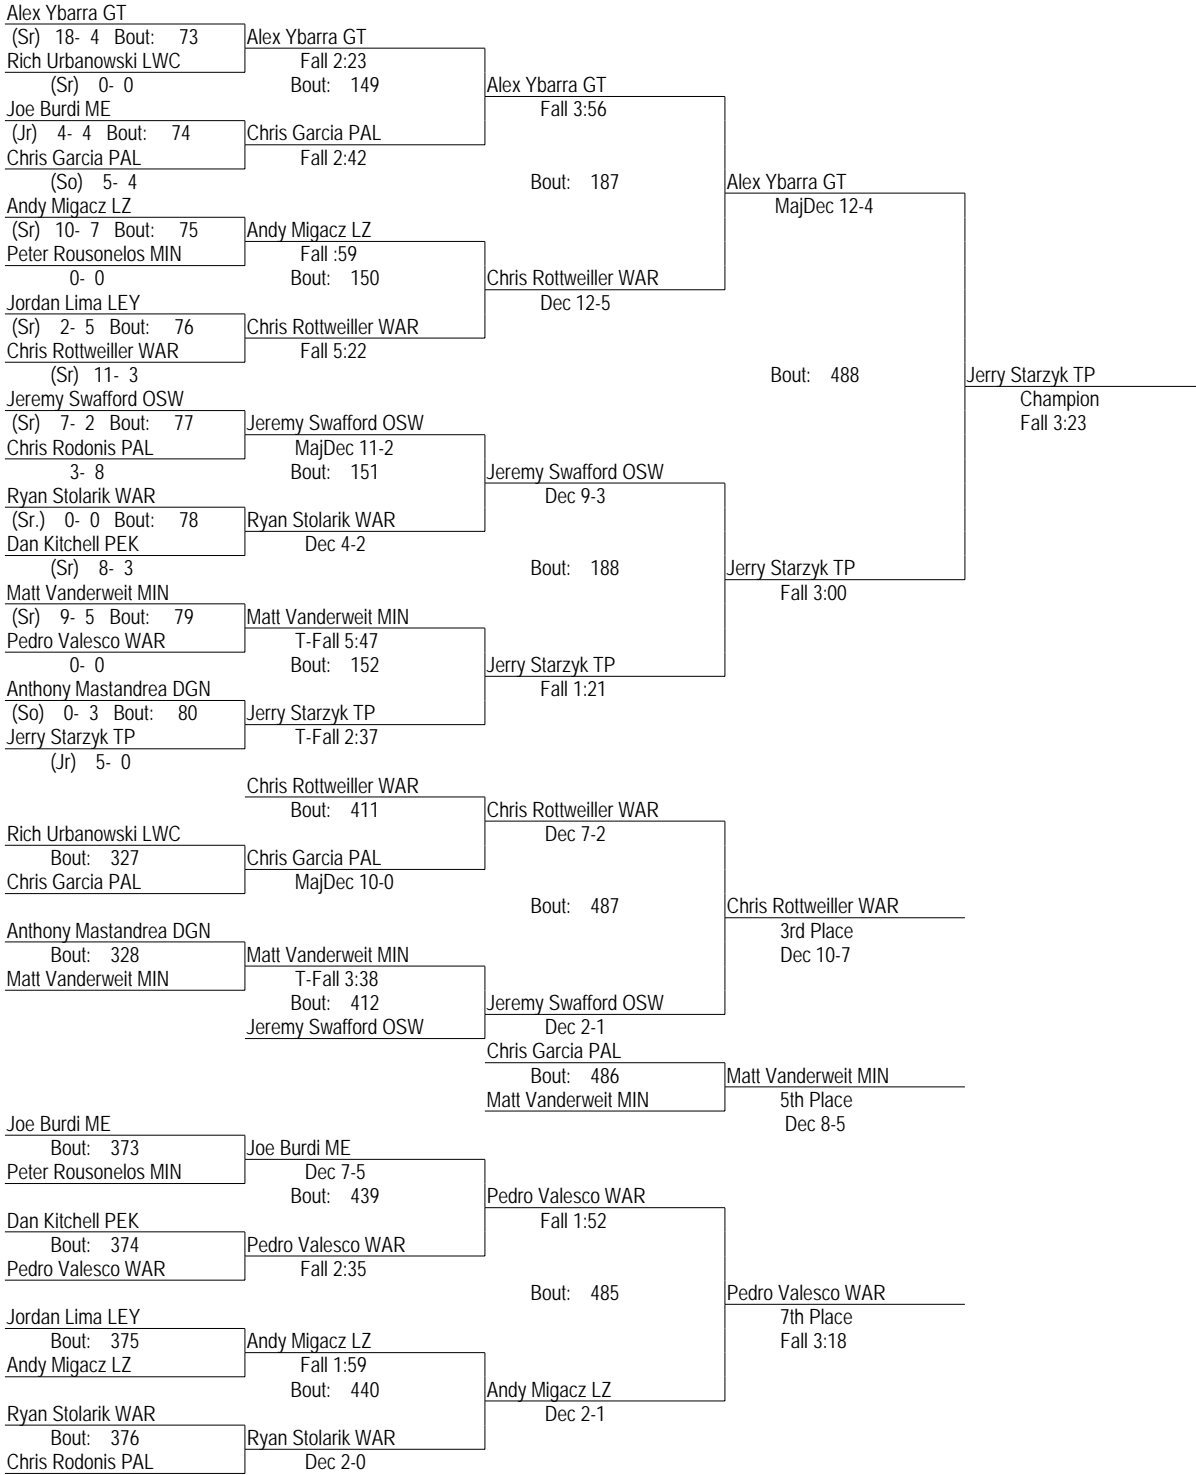 Alex Ybarra GT
(Sr) 18- 4 Bout: 73 Alex Ybarra GT
Rich Urbanowski LWC Fall 2:23
(Sr) 0- 0 Bout: 149 Alex Ybarra GT
Joe Burdi ME Fall 3:56
(Jr) 4- 4 Bout: 74 Chris Garcia PAL
Chris Garcia PAL Fall 2:42
(So) 5- 4 Bout: 187 Alex Ybarra GT
Andy Migacz LZ MajDec 12-4
(Sr) 10- 7 Bout: 75 Andy Migacz LZ
Peter Rousonelos MIN Fall :59
0- 0 Bout: 150 Chris Rottweiller WAR
Jordan Lima LEY Dec 12-5
(Sr) 2- 5 Bout: 76 Chris Rottweiller WAR
Chris Rottweiller WAR Fall 5:22
(Sr) 11- 3 Bout: 488 Jerry Starzyk TP
Jeremy Swafford OSW Champion
(Sr) 7- 2 Bout: 77 Jeremy Swafford OSW Fall 3:23
Chris Rodonis PAL MajDec 11-2
3- 8 Bout: 151 Jeremy Swafford OSW
Ryan Stolarik WAR Dec 9-3
(Sr.) 0- 0 Bout: 78 Ryan Stolarik WAR
Dan Kitchell PEK Dec 4-2
(Sr) 8- 3 Bout: 188 Jerry Starzyk TP
Matt Vanderweit MIN Fall 3:00
(Sr) 9- 5 Bout: 79 Matt Vanderweit MIN
Pedro Valesco WAR T-Fall 5:47
0- 0 Bout: 152 Jerry Starzyk TP
Anthony Mastandrea DGN Fall 1:21
(So) 0- 3 Bout: 80 Jerry Starzyk TP
Jerry Starzyk TP T-Fall 2:37
(Jr) 5- 0
Chris Rottweiller WAR
Bout: 411 Chris Rottweiller WAR
Rich Urbanowski LWC Dec 7-2
Bout: 327 Chris Garcia PAL
Chris Garcia PAL MajDec 10-0
Bout: 487 Chris Rottweiller WAR
Anthony Mastandrea DGN 3rd Place
Bout: 328 Matt Vanderweit MIN Dec 10-7
Matt Vanderweit MIN T-Fall 3:38
Bout: 412 Jeremy Swafford OSW
Jeremy Swafford OSW Dec 2-1
Chris Garcia PAL
Bout: 486 Matt Vanderweit MIN
Matt Vanderweit MIN 5th Place
Joe Burdi ME Dec 8-5
Bout: 373 Joe Burdi ME
Peter Rousonelos MIN Dec 7-5
Bout: 439 Pedro Valesco WAR
Dan Kitchell PEK Fall 1:52
Bout: 374 Pedro Valesco WAR
Pedro Valesco WAR Fall 2:35
Bout: 485 Pedro Valesco WAR
Jordan Lima LEY 7th Place
Bout: 375 Andy Migacz LZ Fall 3:18
Andy Migacz LZ Fall 1:59
Bout: 440 Andy Migacz LZ
Ryan Stolarik WAR Dec 2-1
Bout: 376 Ryan Stolarik WAR
Chris Rodonis PAL Dec 2-0